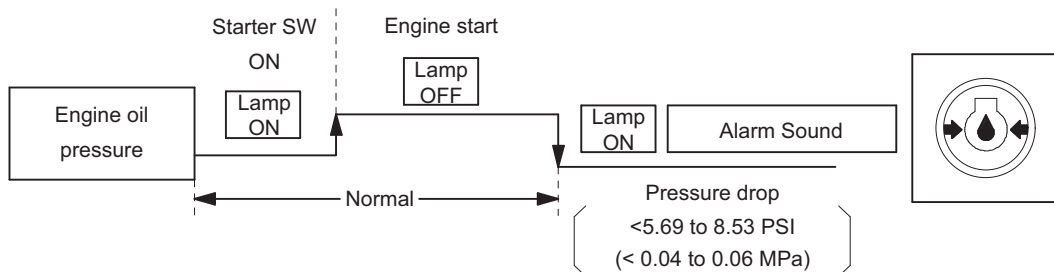 Starter SW
ON
Engine start
Lamp
OFF
Engine oil
pressure
Lamp
ON
Lamp
ON
Alarm Sound
Normal
Pressure drop
<5.69 to 8.53 PSI
(< 0.04 to 0.06 MPa)